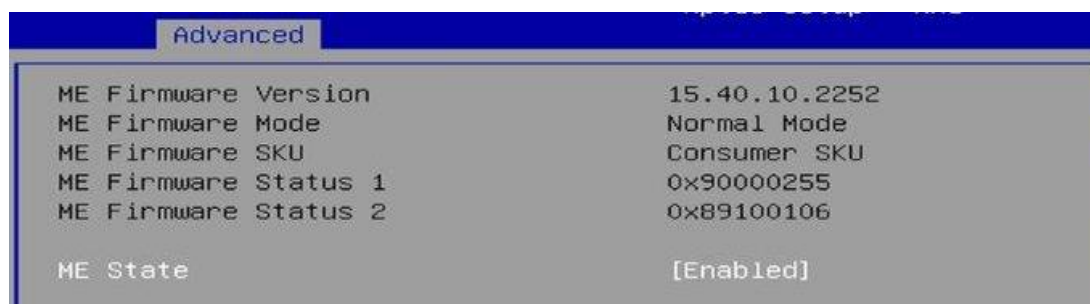 Advanced
ME Firmware Version 15.40.10.2252
ME Firmware Mode Normal Mode
ME Firmware SKU Consumer SKU
ME Firmware Status 1 0x90000255
ME Firmware Status 2 0x89100106
ME State [Enabled]